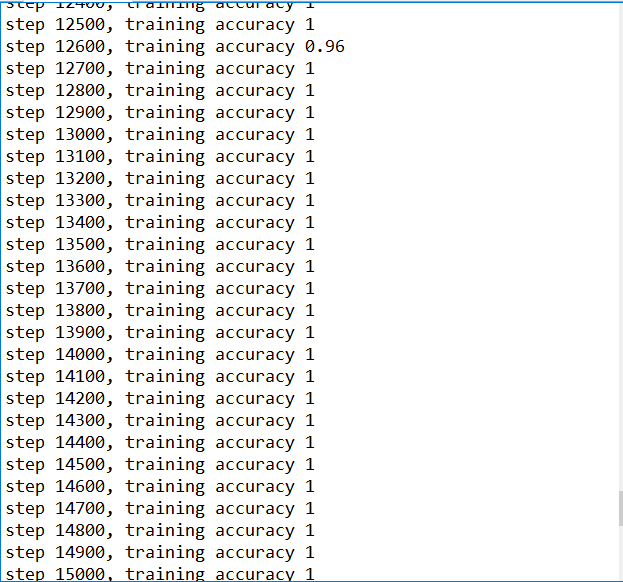 step 12400, training accuracy 1
step 12500, training accuracy 1
step 12600, training accuracy 0.96
step 12700, training accuracy 1
step 12800, training accuracy 1
step 12900, training accuracy 1
step 13000, training accuracy 1
step 13100, training accuracy 1
step 13200, training accuracy 1
step 13300, training accuracy 1
step 13400, training accuracy 1
step 13500, training accuracy 1
step 13600, training accuracy 1
step 13700, training accuracy 1
step 13800, training accuracy 1
step 13900, training accuracy 1
step 14000, training accuracy 1
step 14100, training accuracy 1
step 14200, training accuracy 1
step 14300, training accuracy 1
step 14400, training accuracy 1
step 14500, training accuracy 1
step 14600, training accuracy 1
step 14700, training accuracy 1
step 14800, training accuracy 1
step 14900, training accuracy 1
step 15000, training accuracy 1